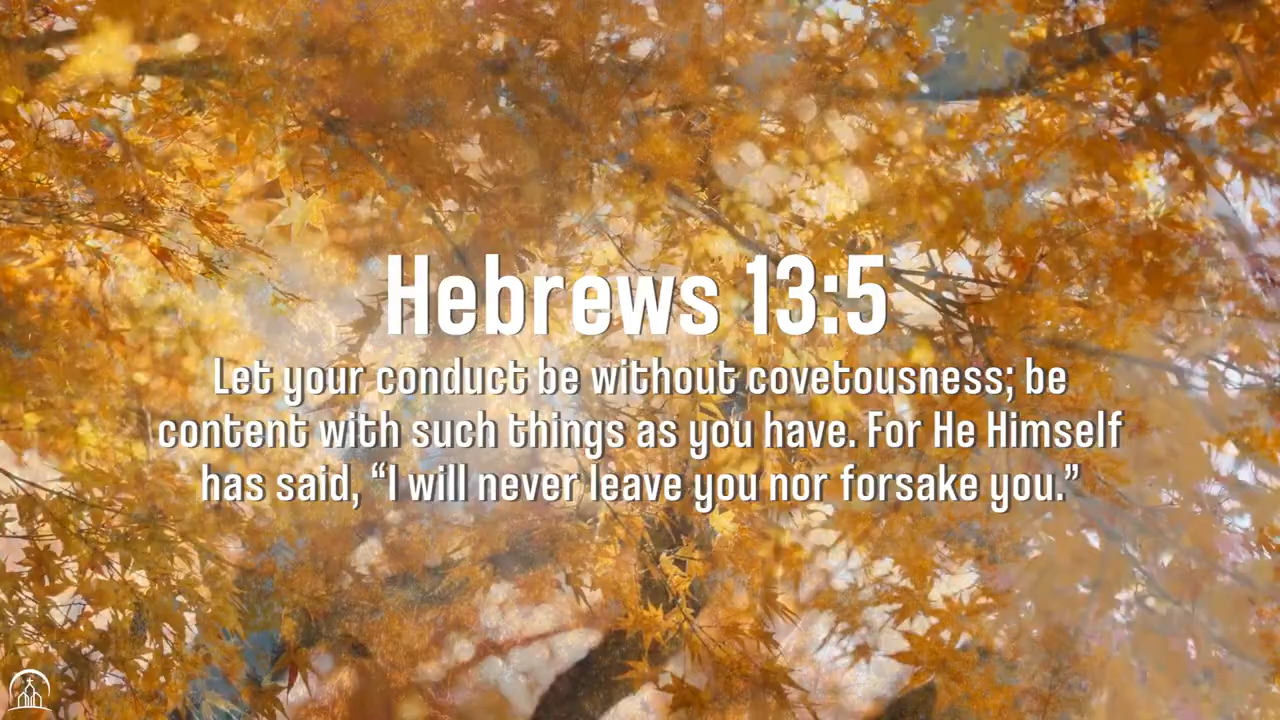 Hebrews 13:5
Let your conduct be without covetousness; be
content with such things as you have. For He Himself
has said, “I will never leave you nor forsake you.”